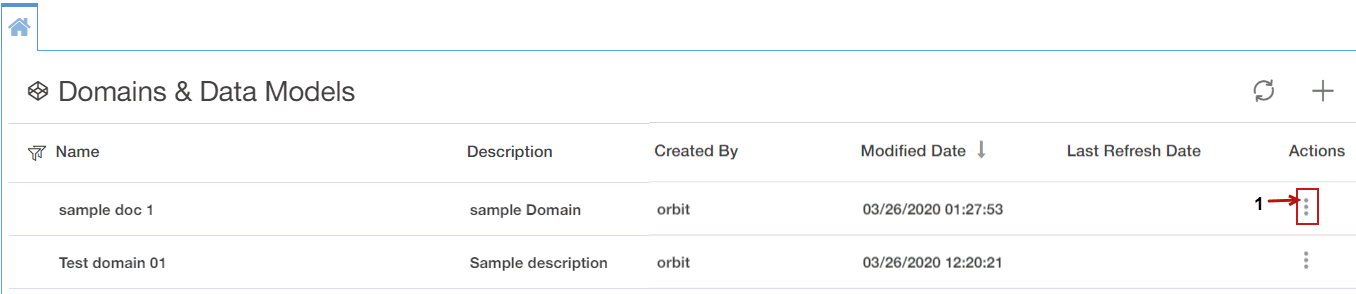 Domains & Data Models
Name Description Created By Modified Date Last Refresh Date Actions
sample doc 1 sample Domain orbit 03/26/2020 01:27:53 1
Test domain 01 Sample description orbit 03/26/2020 12:20:21